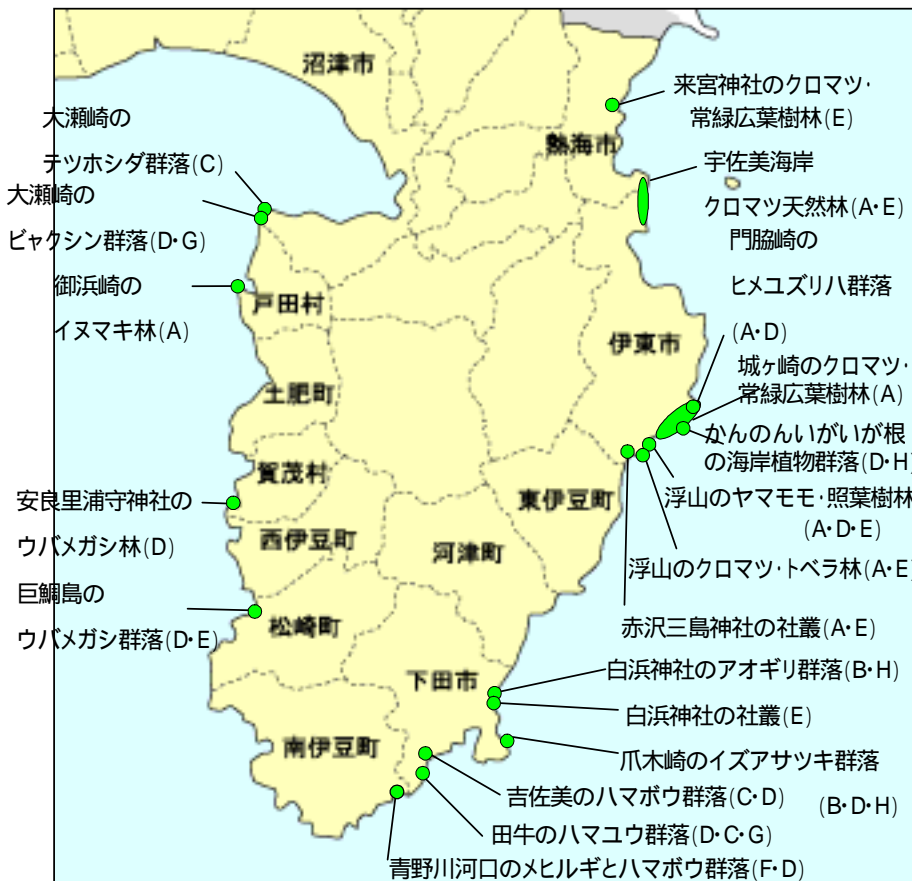 沼津市
来宮神社のクロマツ・
常緑広葉樹林(E)
大瀬崎の
テツホシダ群落(C)
熱海市
宇佐美海岸
クロマツ天然林(A・E)
大瀬崎の
ビャクシン群落(D・G)
門脇崎の
ヒメユズリハ群落
(A・D)
御浜崎の
イヌマキ林(A)
戸田村
伊東市
城ヶ崎のクロマツ・
常緑広葉樹林(A)
土肥町
かんのんいがいが根
の海岸植物群落(D・H)
賀茂村
東伊豆町
浮山のヤマモモ・照葉樹林
(A・D・E)
安良里浦守神社の
ウバメガシ林(D)
西伊豆町
河津町
浮山のクロマツ・トベラ林(A・E)
巨鯛島の
ウバメガシ群落(D・E)
松崎町
赤沢三島神社の社叢(A・E)
下田市
白浜神社のアオギリ群落(B・H)
白浜神社の社叢(E)
南伊豆町
爪木崎のイズアサツキ群落
(B・D・H)
吉佐美のハマボウ群落(C・D)
田牛のハマユウ群落(D・C・G)
青野川河口のメヒルギとハマボウ群落(F・D)